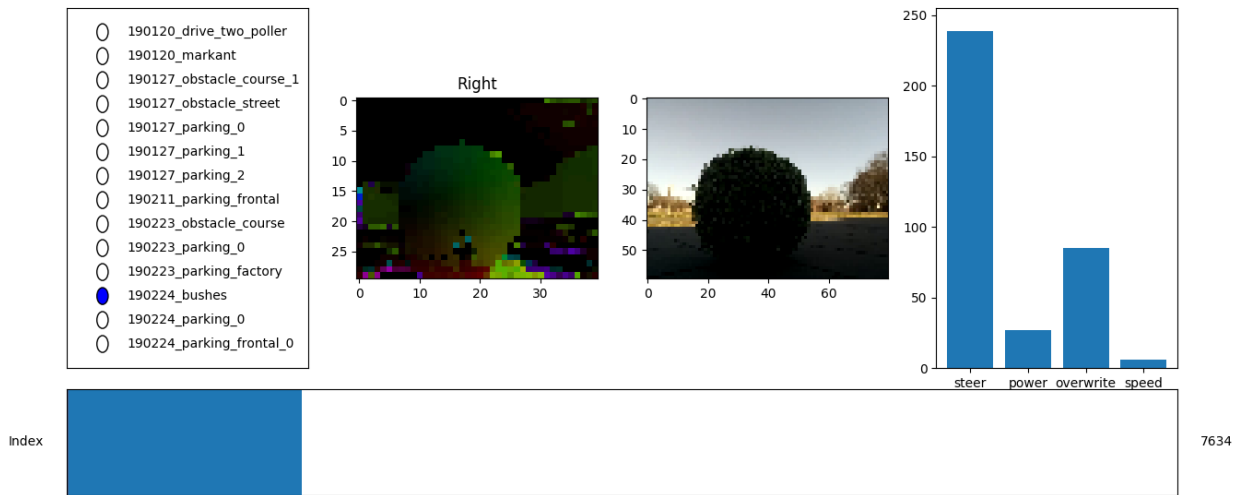 190120_drive_two_poller
190120_markant
190127_obstacle_course_1
190127_obstacle_street
190127_parking_0
190127_parking_1
190127_parking_2
190211_parking_frontal
190223_obstacle_course
190223_parking_0
190223_parking_factory
190224_bushes
190224_parking_0
190224_parking_frontal_0
Right
0
5
10
15
20
25
0 10 20 30
0
10
20
30
40
50
0 20 40 60
250
200
150
100
50
0
steer power overwrite speed
Index 7634